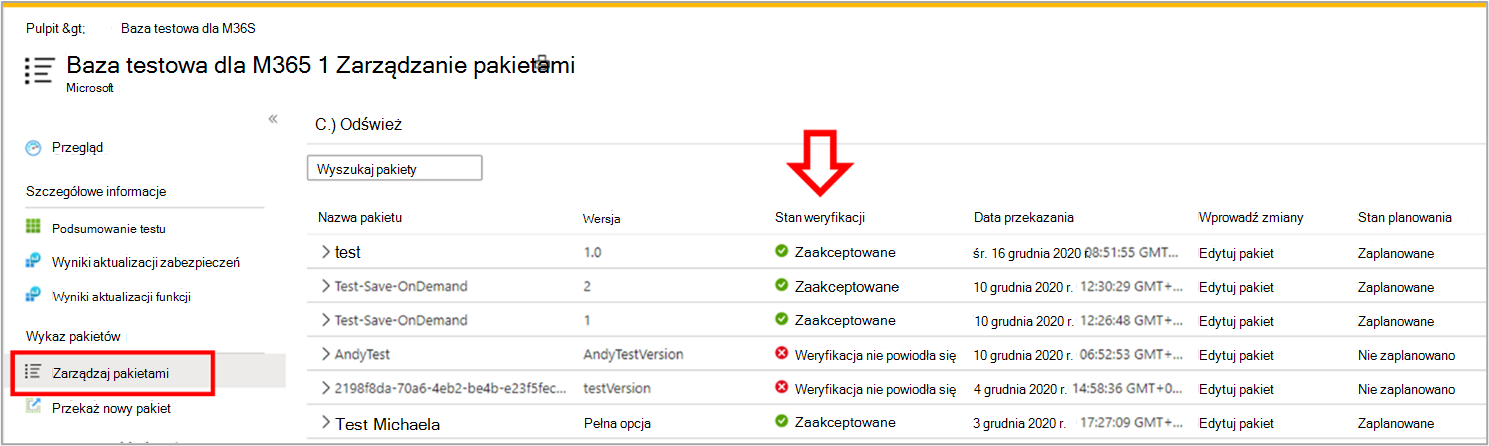 Pulpit &gt; Baza testowa dla M36S
Baza testowa dla M365 1 Zarządzanie pakietami
Microsoft
«
C.) Odśwież
Przegląd
Wyszukaj pakiety
Szczegółowe informacje
Nazwa pakietu Wersja Stan weryfikacji Data przekazania Wprowadź zmiany Stan planowania
Podsumowanie testu
> test 1.0 Zaakceptowane śr. 16 grudnia 2020 r. 08:51:55 GMT... Edytuj pakiet Zaplanowane
Wyniki aktualizacji zabezpieczeń
> Test-Save-OnDemand 2 Zaakceptowane 10 grudnia 2020 r. 12:30:29 GMT+... Edytuj pakiet Zaplanowane
Wyniki aktualizacji funkcji
> Test-Save-OnDemand 1 Zaakceptowane 10 grudnia 2020 r. 12:26:48 GMT+... Edytuj pakiet Zaplanowane
Wykaz pakietów
> AndyTest AndyTestVersion Weryfikacja nie powiodła się 10 grudnia 2020 r. 06:52:53 GMT+... Edytuj pakiet Nie zaplanowano
Zarządzaj pakietami
> 2198f8da-70a6-4eb2-be4b-e23f5fec... testVersion Weryfikacja nie powiodła się 4 grudnia 2020 r. 14:58:36 GMT+0... Edytuj pakiet Nie zaplanowano
Przekaż nowy pakiet
> Test Michaela Pełna opcja Zaakceptowane 3 grudnia 2020 r. 17:27:09 GMT+... Edytuj pakiet Zaplanowane